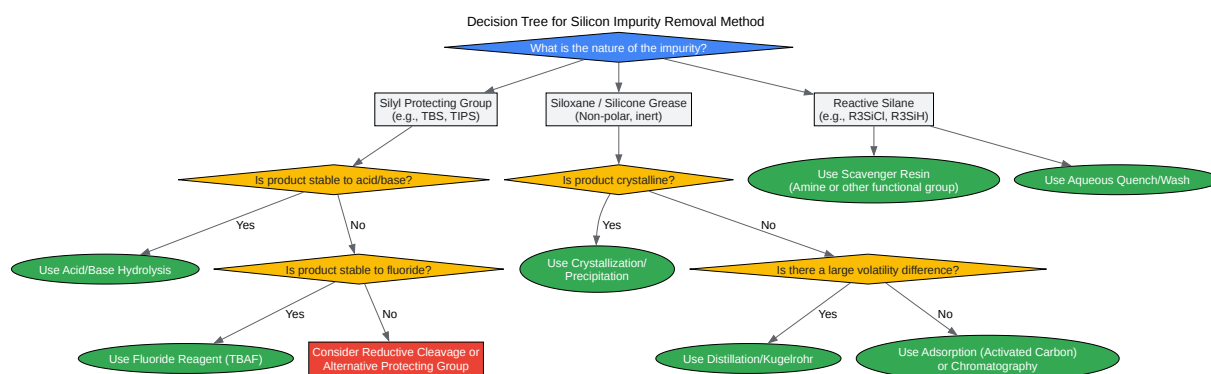 Decision Tree for Silicon Impurity Removal Method
What is the nature of the impurity?
Silyl Protecting Group
(e.g., TBS, TIPS)
Siloxane / Silicone Grease
(Non-polar, inert)
Reactive Silane
(e.g., R3SiCl, R3SiH)
Is product stable to acid/base?
Is product crystalline?
Use Scavenger Resin
(Amine or other functional group)
Use Aqueous Quench/Wash
Yes
No
Yes
No
Use Acid/Base Hydrolysis
Is product stable to fluoride?
Use Crystallization/
Precipitation
Is there a large volatility difference?
Yes
No
Yes
No
Use Fluoride Reagent (TBAF)
Consider Reductive Cleavage or
Alternative Protecting Group
Use Distillation/Kugelrohr
Use Adsorption (Activated Carbon)
or Chromatography